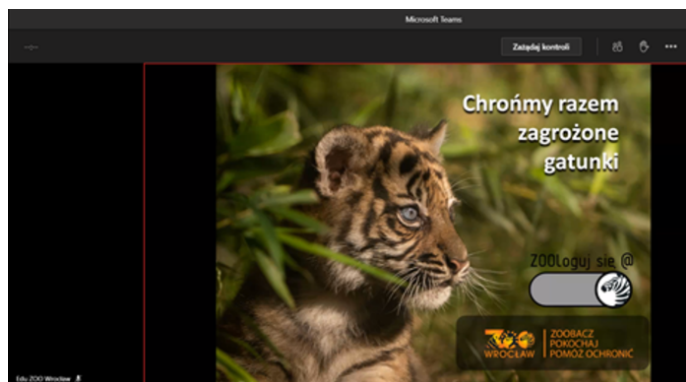 Microsoft Teams
Zażądaj kontroli
Chrońmy razem
zagrożone
gatunki
ZOOLoguj się @
ZOO
WROCŁAW
ZOOBACZ
POKOCHAJ
POMÓŻ OCHRONIĆ
Edu ZOO Wrocław